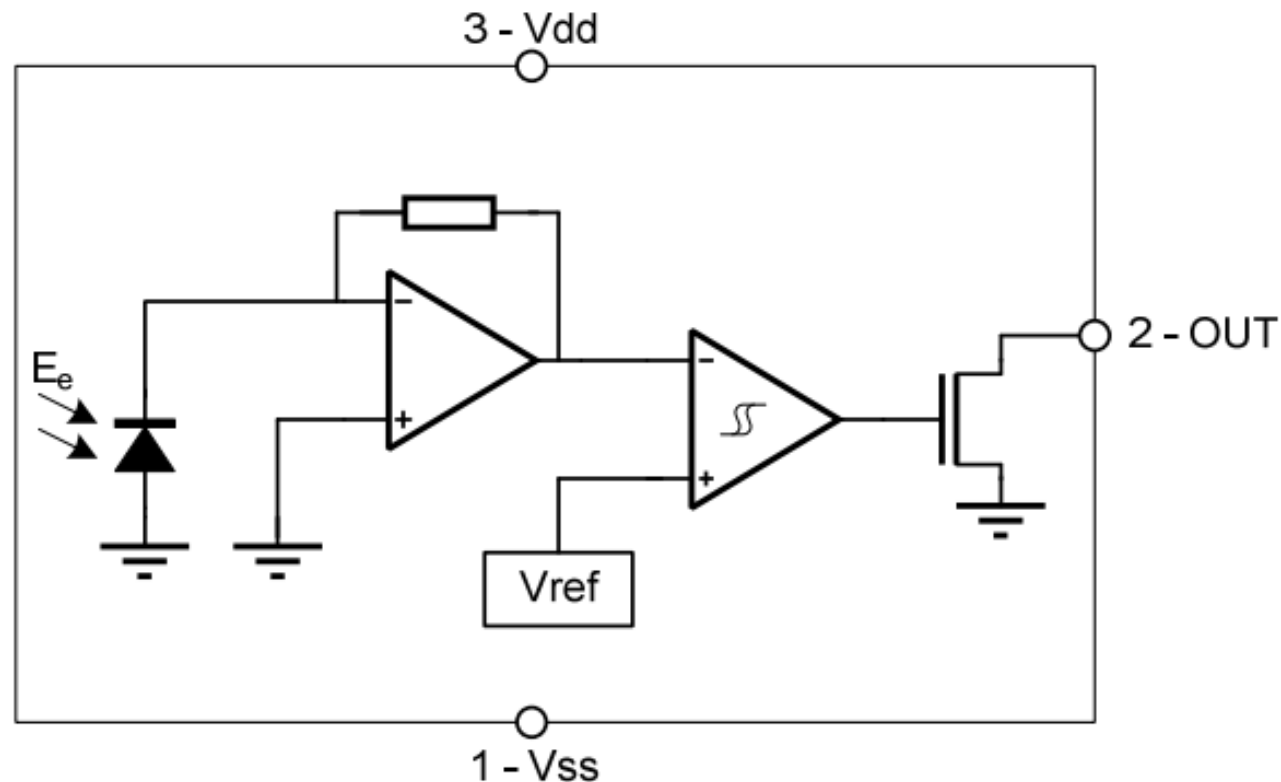 3 - Vdd
Ee
−
+
−
+
2 - OUT
Vref
1 - Vss